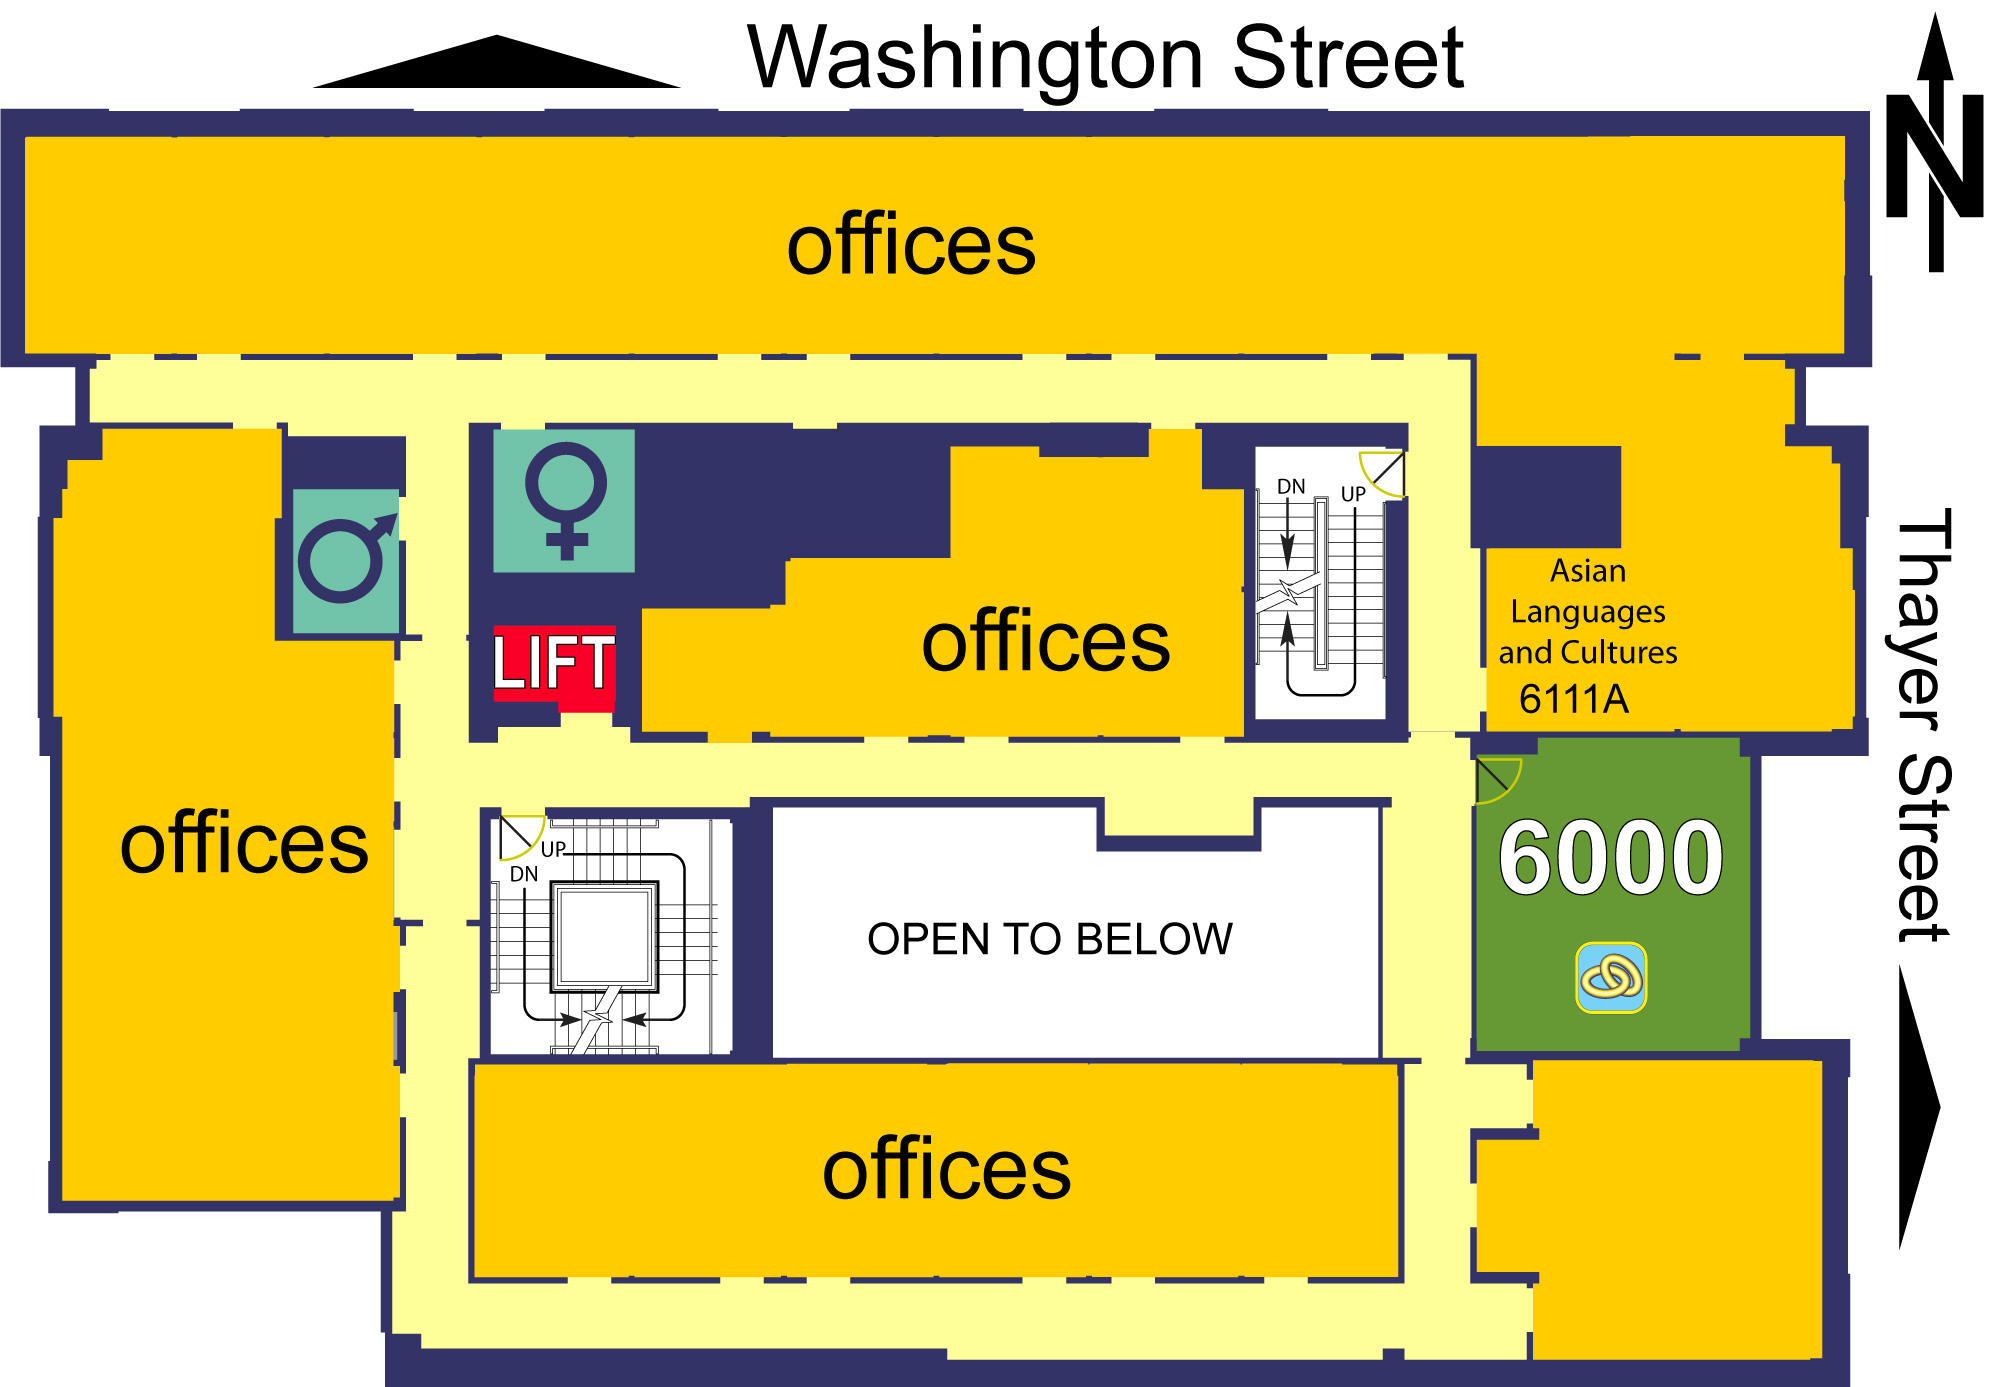 Washington Street
N
offices
DN
UP
Asian
Languages
and Cultures
6111A
LIFT
offices
Thayer Street
offices
UP
DN
6000
OPEN TO BELOW
offices